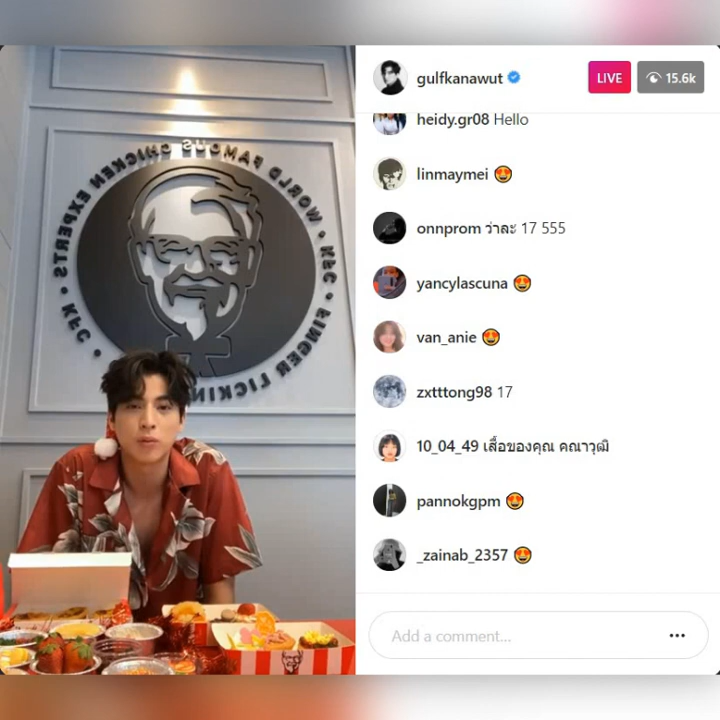 gulfkanawut
LIVE
15.6k
heidy.gr08 Hello
linmaymei 😍
onnprom ว่าละ 17 555
yancylascuna 😍
van_anie 😍
zxtttong98 17
10_04_49 เสื้อของคุณ คณาวุฒิ
pannokgpm 😍
_zainab_2357 😍
Add a comment...
WORLD FAMOUS CHICKEN EXPERTS • KFC • FINGER LICKIN
KFC •